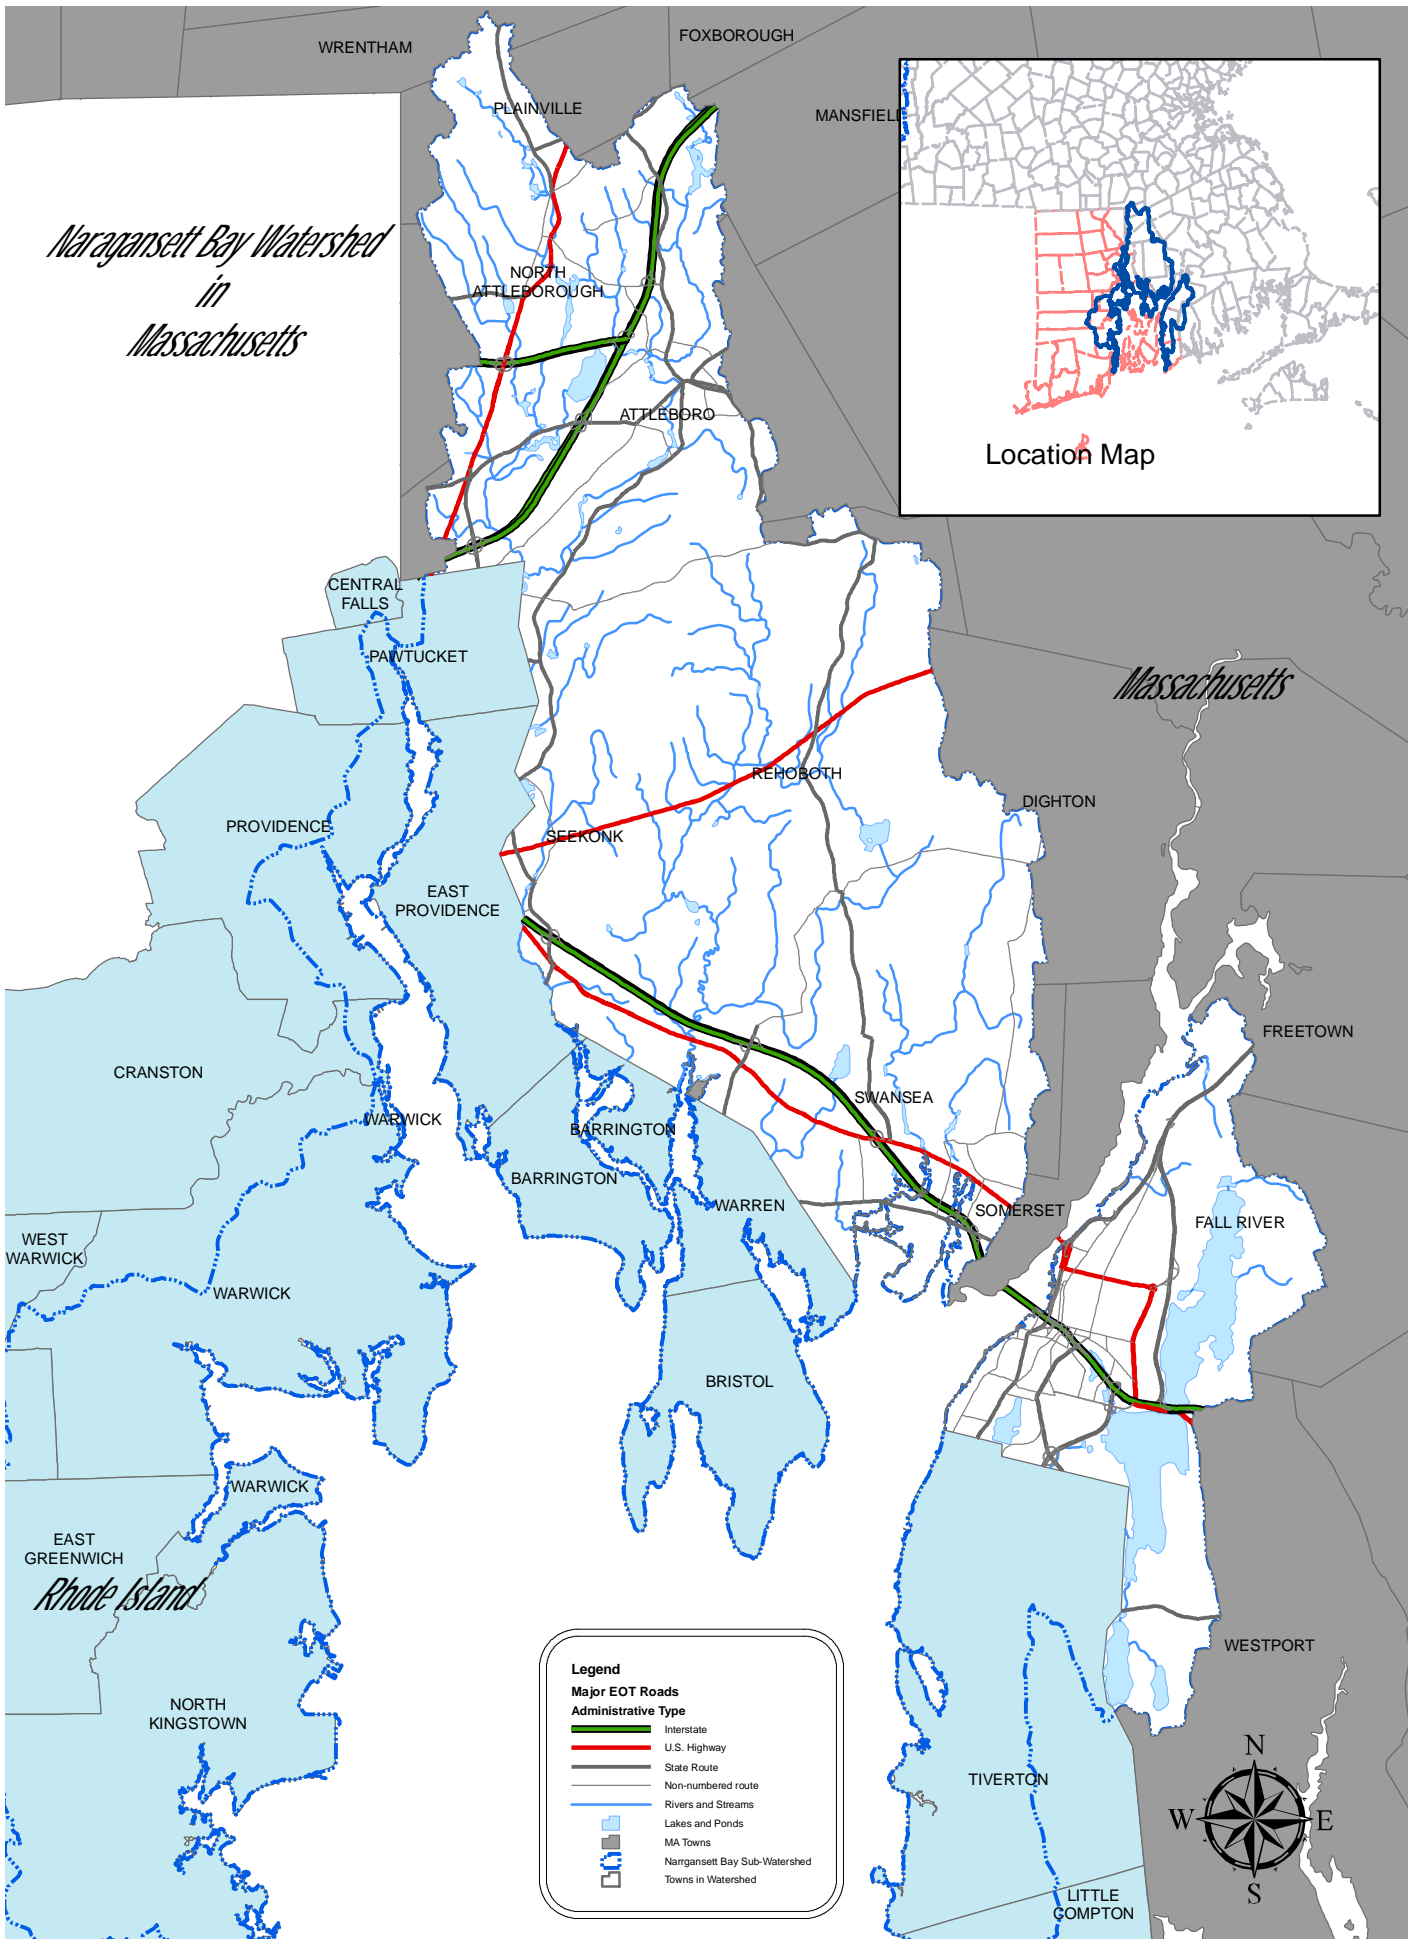 WRENTHAM
FOXBOROUGH
PLAINVILLE
MANSFIEL
Naragansett Bay Watershed
in
Massachusetts
NORTH
ATTLEBOROUGH
ATTLEBORO
Location Map
CENTRAL
FALLS
PAWTUCKET
Massachusetts
REHOBOTH
DIGHTON
PROVIDENCE
SEEKONK
EAST
PROVIDENCE
FREETOWN
CRANSTON
SWANSEA
WARWICK
BARRINGTON
BARRINGTON
WARREN
SOMERSET
FALL RIVER
WEST
WARWICK
WARWICK
BRISTOL
WARWICK
EAST
GREENWICH
Rhode Island
WESTPORT
NORTH
KINGSTOWN
TIVERTON
LITTLE
COMPTON
Legend
Major EOT Roads
Administrative Type
Interstate
U.S. Highway
State Route
Non-numbered route
Rivers and Streams
Lakes and Ponds
MA Towns
Narrgansett Bay Sub-Watershed
Towns in Watershed
N
W
E
S